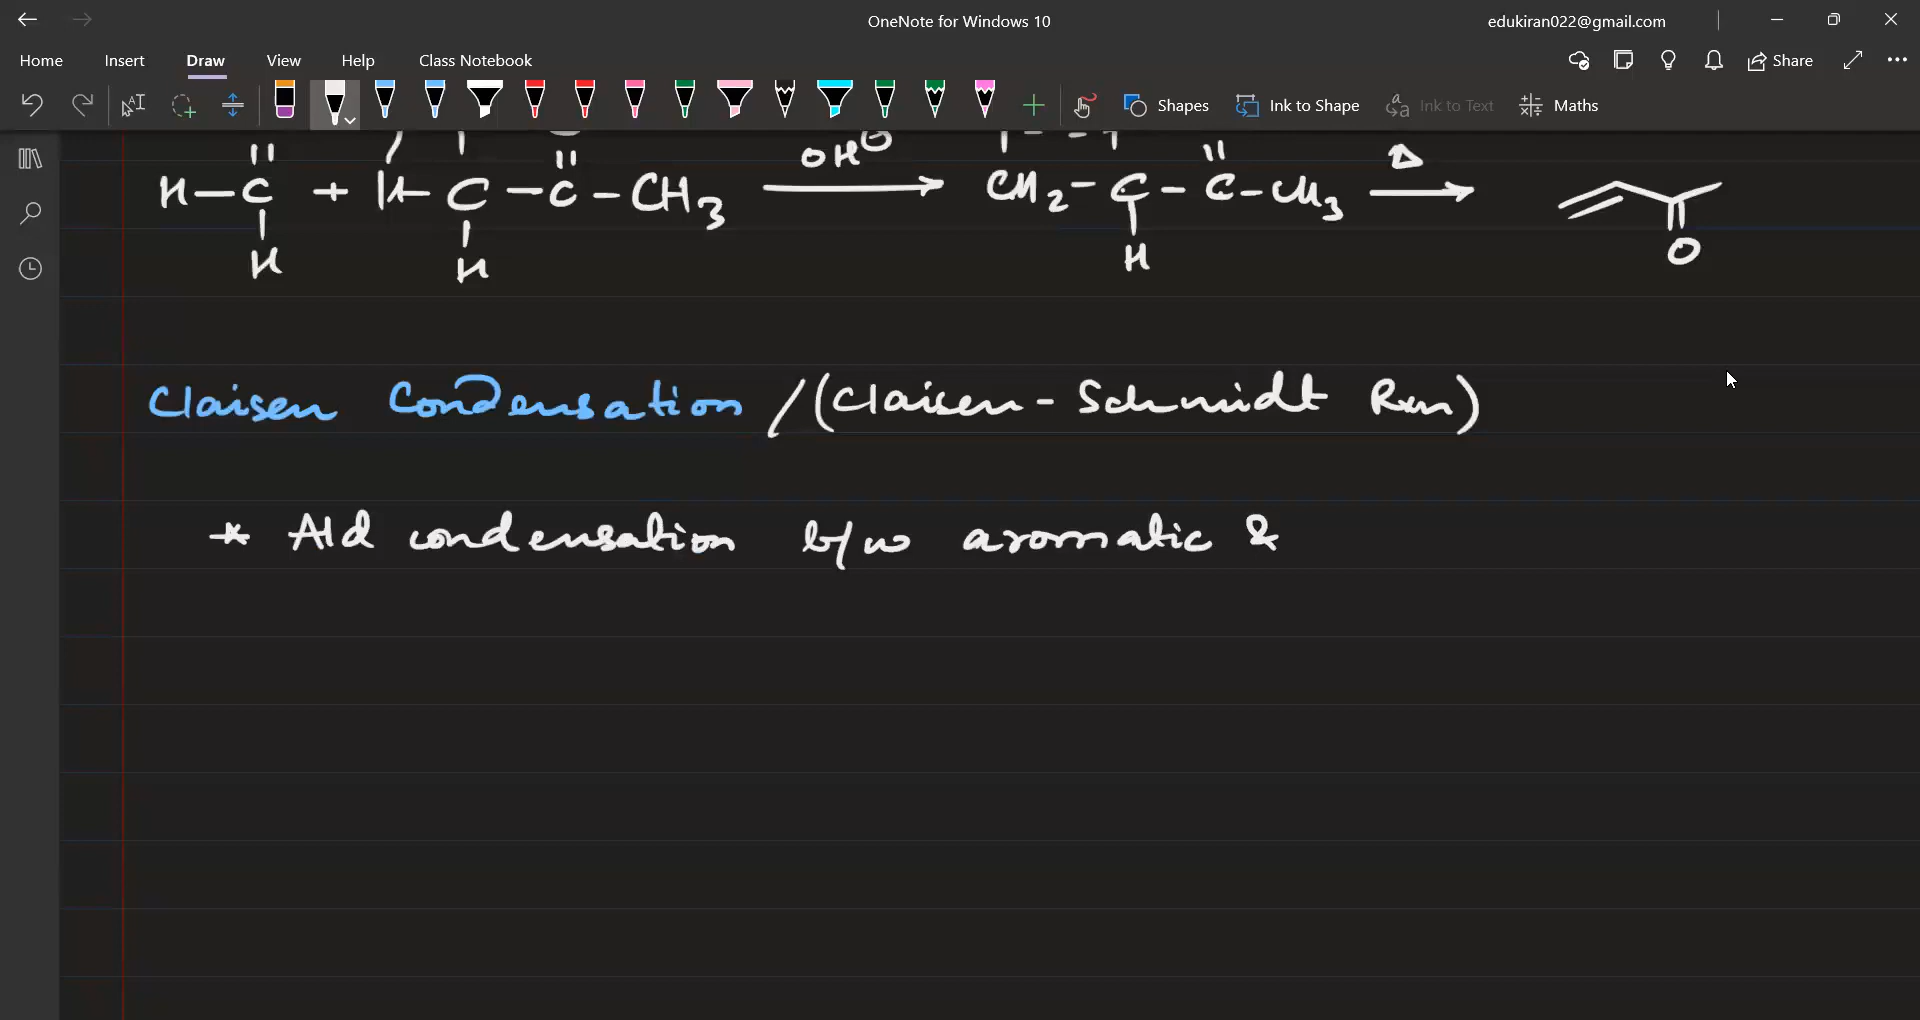 OneNote for Windows 10
edukiran022@gmail.com
Home Insert Draw View Help Class Notebook
Share
Shapes Ink to Shape Ink to Text Maths
OH⊖ Δ
H-C + H-C-C-CH3 → CH2-C-C-CH3 →
H H H O
Claisen Condensation /(Claisen-Schmidt Rxn)
* Ald condensation b/w aromatic &